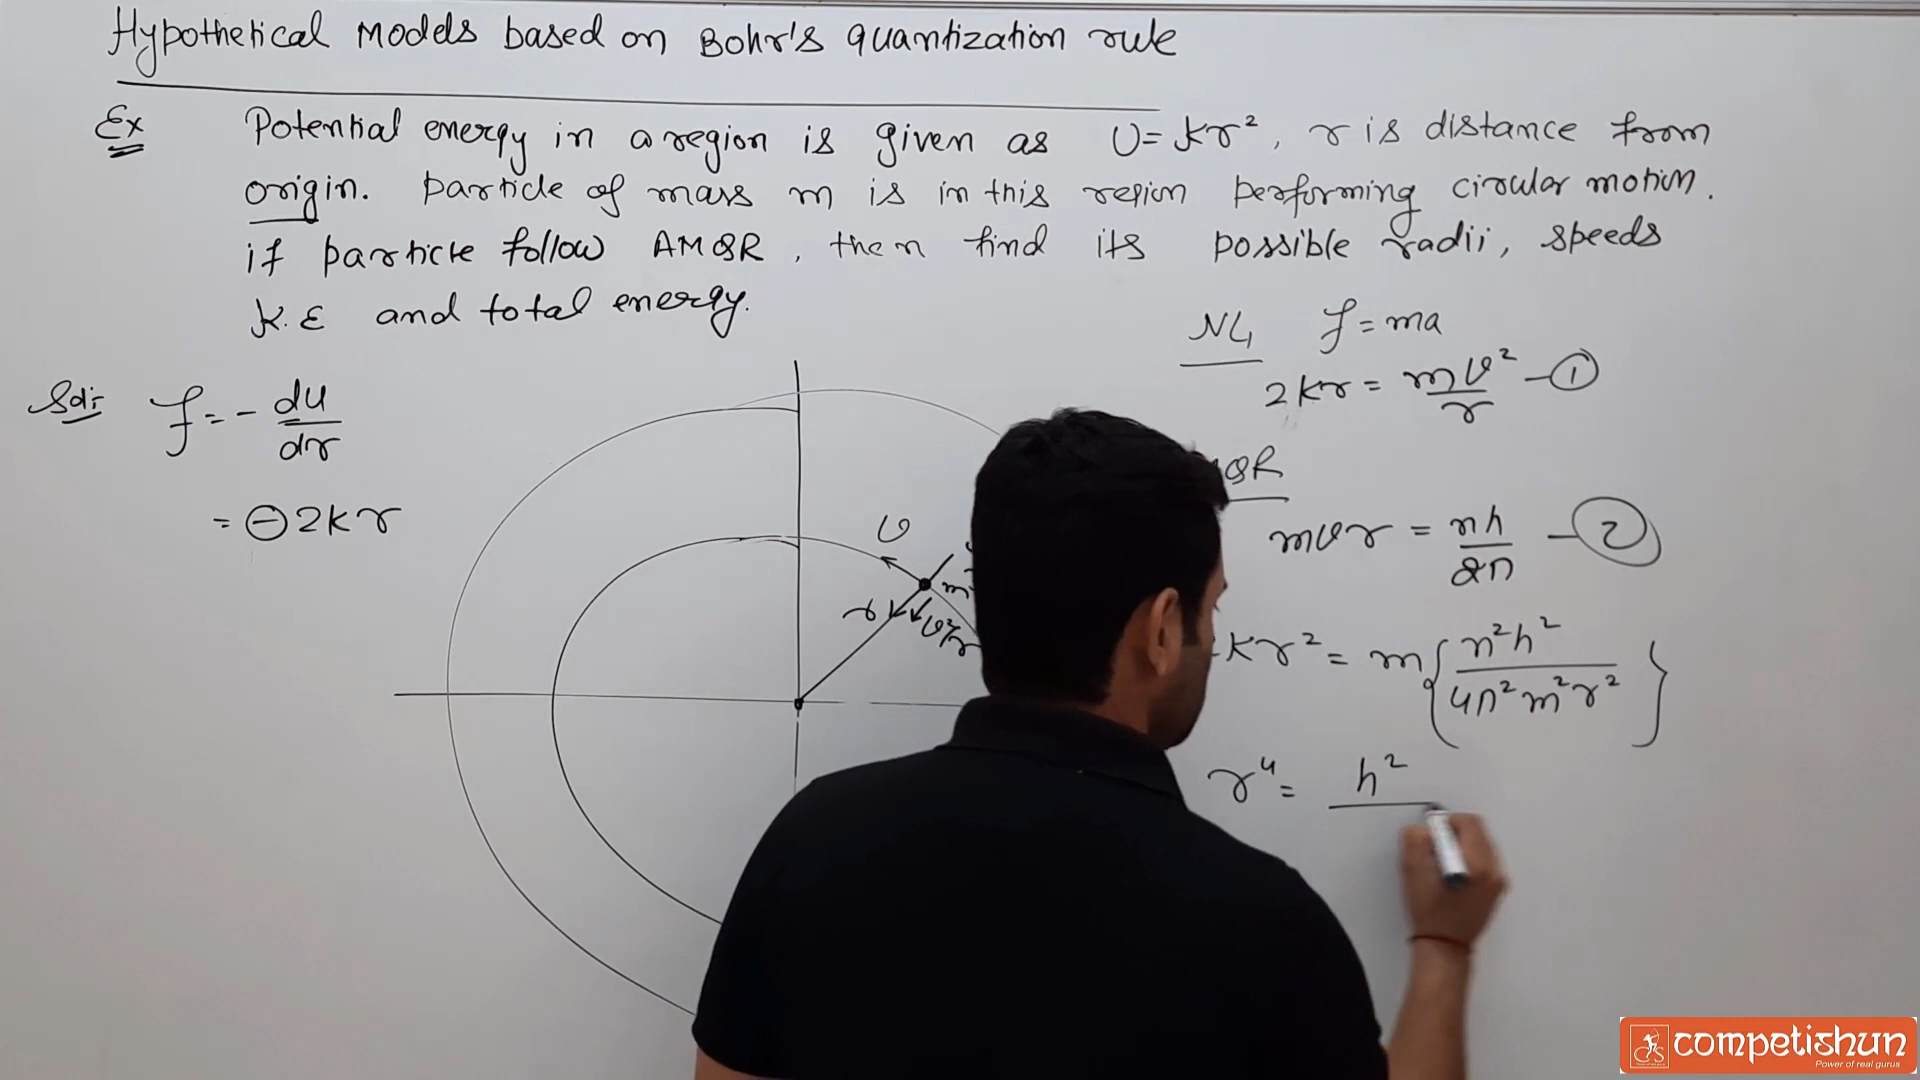 Hypothetical Models based on Bohr's quantization rule
Ex Potential energy in a region is given as U= kr², r is distance from
origin. particle of mass m is in this region performing circular motion.
if particle follow AMQR, then find its possible radii, speeds
K.E and total energy.
Sol:- f = - du/dr
= ⊖2kr
v
m
r
v²/r
NL, f = ma
2kr = mv²/r –①
QR
mvr = nh/2π –②
kr² = m{n²h²/4π²m²r²}
r⁴ = h²
competishun
Power of real gurus